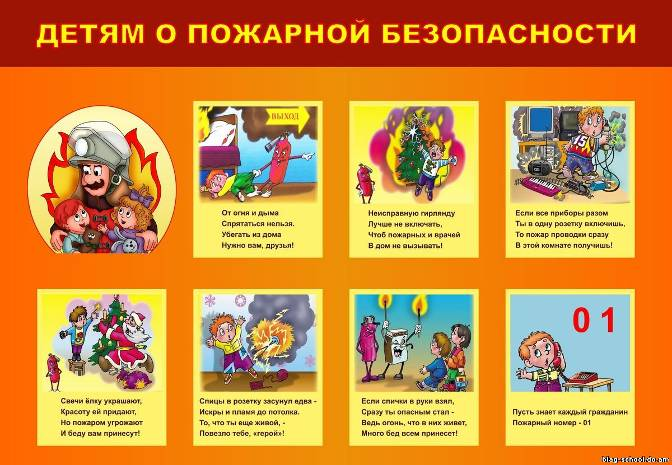 ДЕТЯМ О ПОЖАРНОЙ БЕЗОПАСНОСТИ
ВЫХОД
От огня и дыма
Спрятаться нельзя.
Убегать из дома
Нужно вам, друзья!
Неисправную гирлянду
Лучше не включать,
Чтоб пожарных и врачей
В дом не вызывать!
Если все приборы разом
Ты в одну розетку включишь,
То пожар проводки сразу
В этой комнате получишь!
Свечи ёлку украшают,
Красоту ей придают,
Но пожаром угрожают
И беду вам принесут!
Спицы в розетку засунул едва -
Искры и пламя до потолка.
То, что ты еще живой, -
Повезло тебе, «герой»!
Если спички в руки взял,
Сразу ты опасным стал -
Ведь огонь, что в них живет,
Много бед всем принесет!
0 1
Пусть знает каждый гражданин
Пожарный номер - 01
blag-school.do.am